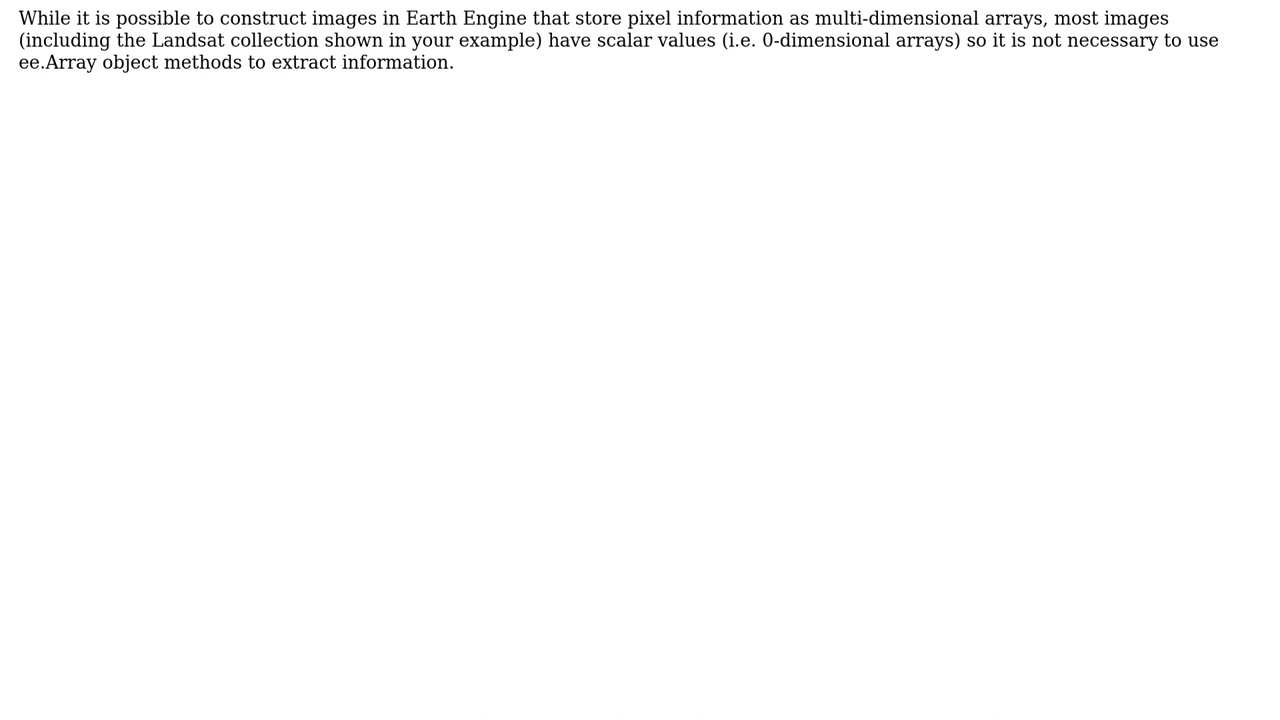 While it is possible to construct images in Earth Engine that store pixel information as multi-dimensional arrays, most images
(including the Landsat collection shown in your example) have scalar values (i.e. 0-dimensional arrays) so it is not necessary to use
ee.Array object methods to extract information.